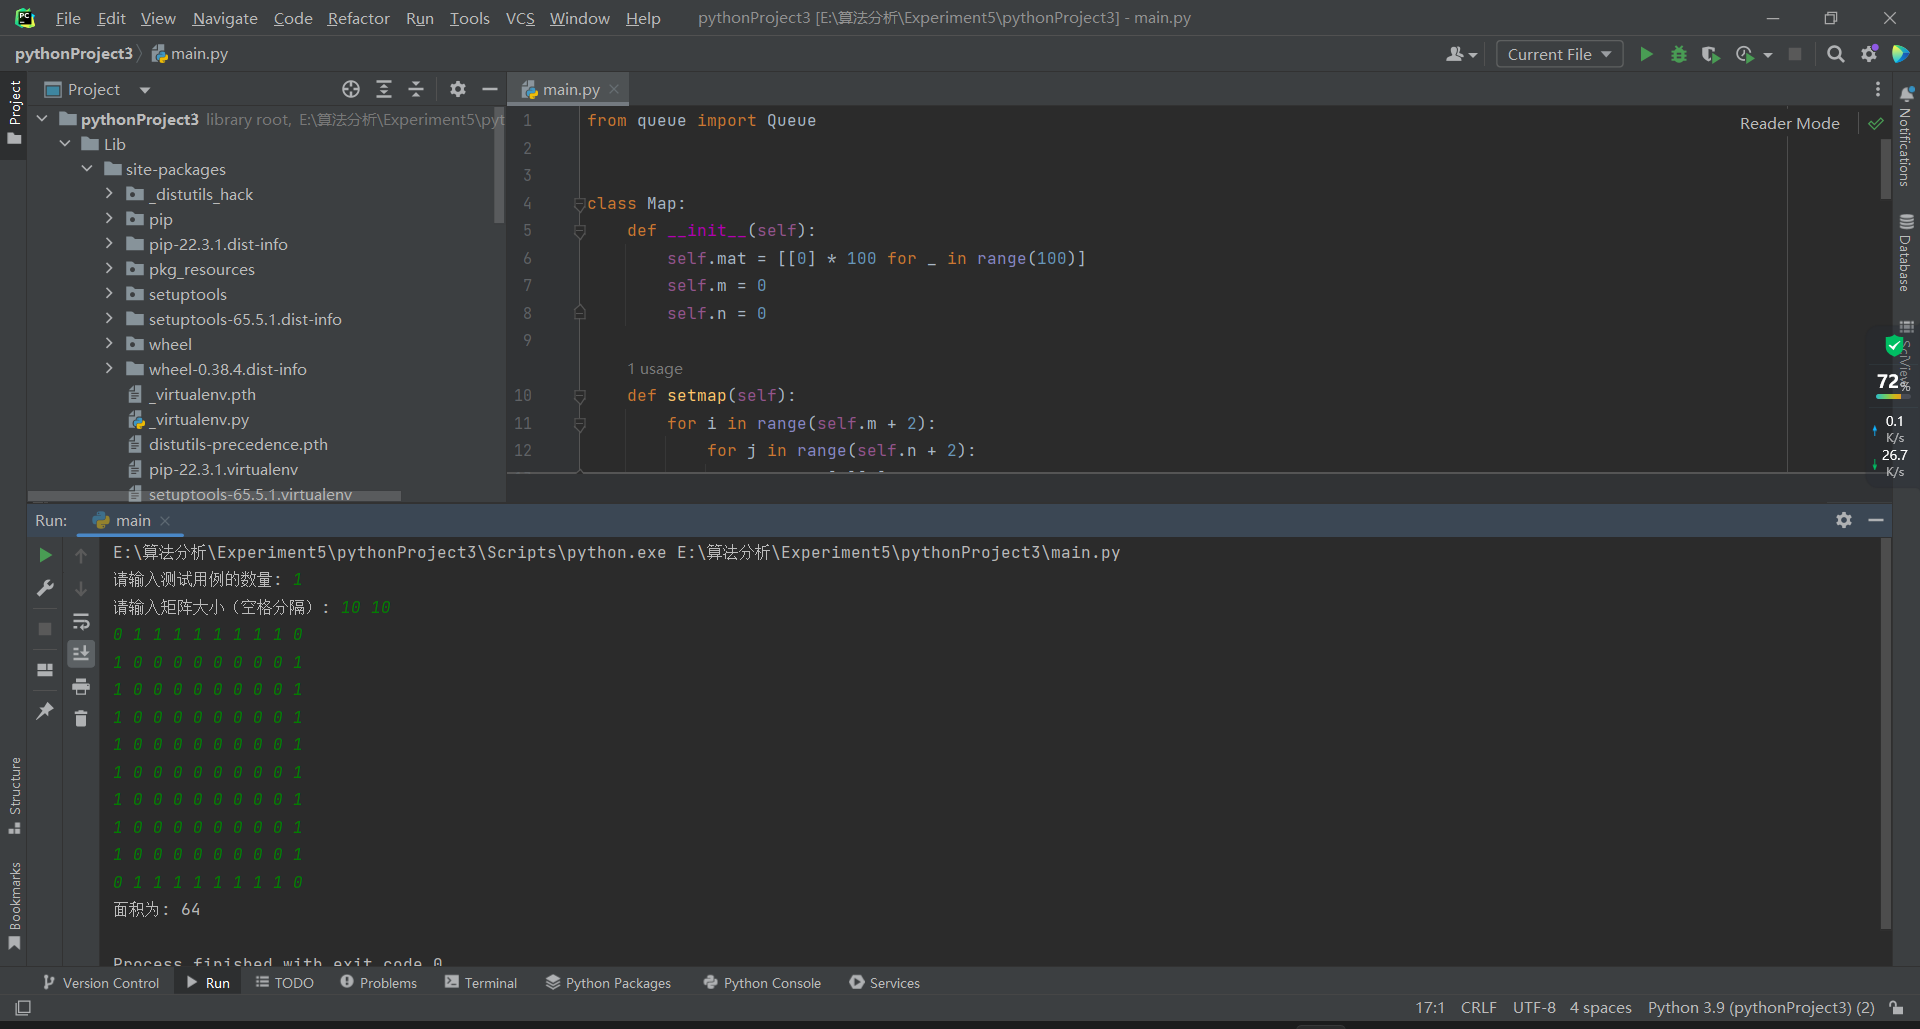 File Edit View Navigate Code Refactor Run Tools VCS Window Help pythonProject3 [E:\算法分析\Experiment5\pythonProject3] - main.py
pythonProject3 main.py
Current File
Project
Project
main.py
pythonProject3 library root, E:\算法分析\Experiment5\pyt
Lib
site-packages
_distutils_hack
pip
pip-22.3.1.dist-info
pkg_resources
setuptools
setuptools-65.5.1.dist-info
wheel
wheel-0.38.4.dist-info
_virtualenv.pth
_virtualenv.py
distutils-precedence.pth
pip-22.3.1.virtualenv
setuptools-65.5.1.virtualenv
Reader Mode
1 from queue import Queue
2
3
4 class Map:
5 def __init__(self):
6 self.mat = [[0] * 100 for _ in range(100)]
7 self.m = 0
8 self.n = 0
9
1 usage
10 def setmap(self):
11 for i in range(self.m + 2):
12 for j in range(self.n + 2):
Notifications
Database
SciView
72%
0.1
K/s
26.7
K/s
Run: main
E:\算法分析\Experiment5\pythonProject3\Scripts\python.exe E:\算法分析\Experiment5\pythonProject3\main.py
请输入测试用例的数量: 1
请输入矩阵大小（空格分隔）: 10 10
0 1 1 1 1 1 1 1 1 0
1 0 0 0 0 0 0 0 0 1
1 0 0 0 0 0 0 0 0 1
1 0 0 0 0 0 0 0 0 1
1 0 0 0 0 0 0 0 0 1
1 0 0 0 0 0 0 0 0 1
1 0 0 0 0 0 0 0 0 1
1 0 0 0 0 0 0 0 0 1
1 0 0 0 0 0 0 0 0 1
0 1 1 1 1 1 1 1 1 0
面积为: 64
Process finished with exit code 0
Structure
Bookmarks
Version Control Run TODO Problems Terminal Python Packages Python Console Services
17:1 CRLF UTF-8 4 spaces Python 3.9 (pythonProject3) (2)